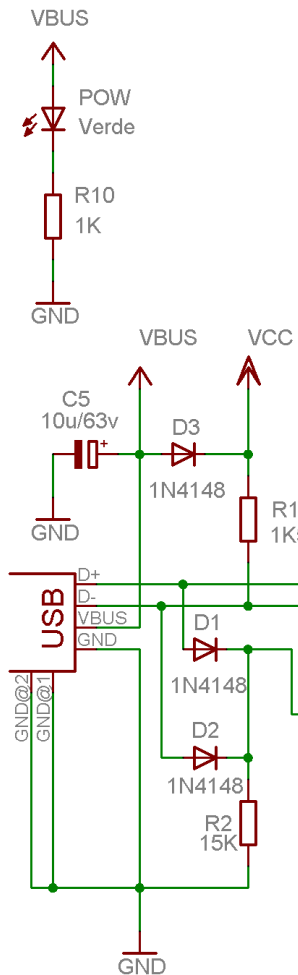 VBUS
POW
Verde
R10
1K
GND
VBUS
VCC
C5
10u/63v
+
D3
1N4148
GND
R1
D+
D-
VBUS
GND
USB
GND@2
GND@1
D1
1N4148
D2
1N4148
R2
15K
GND